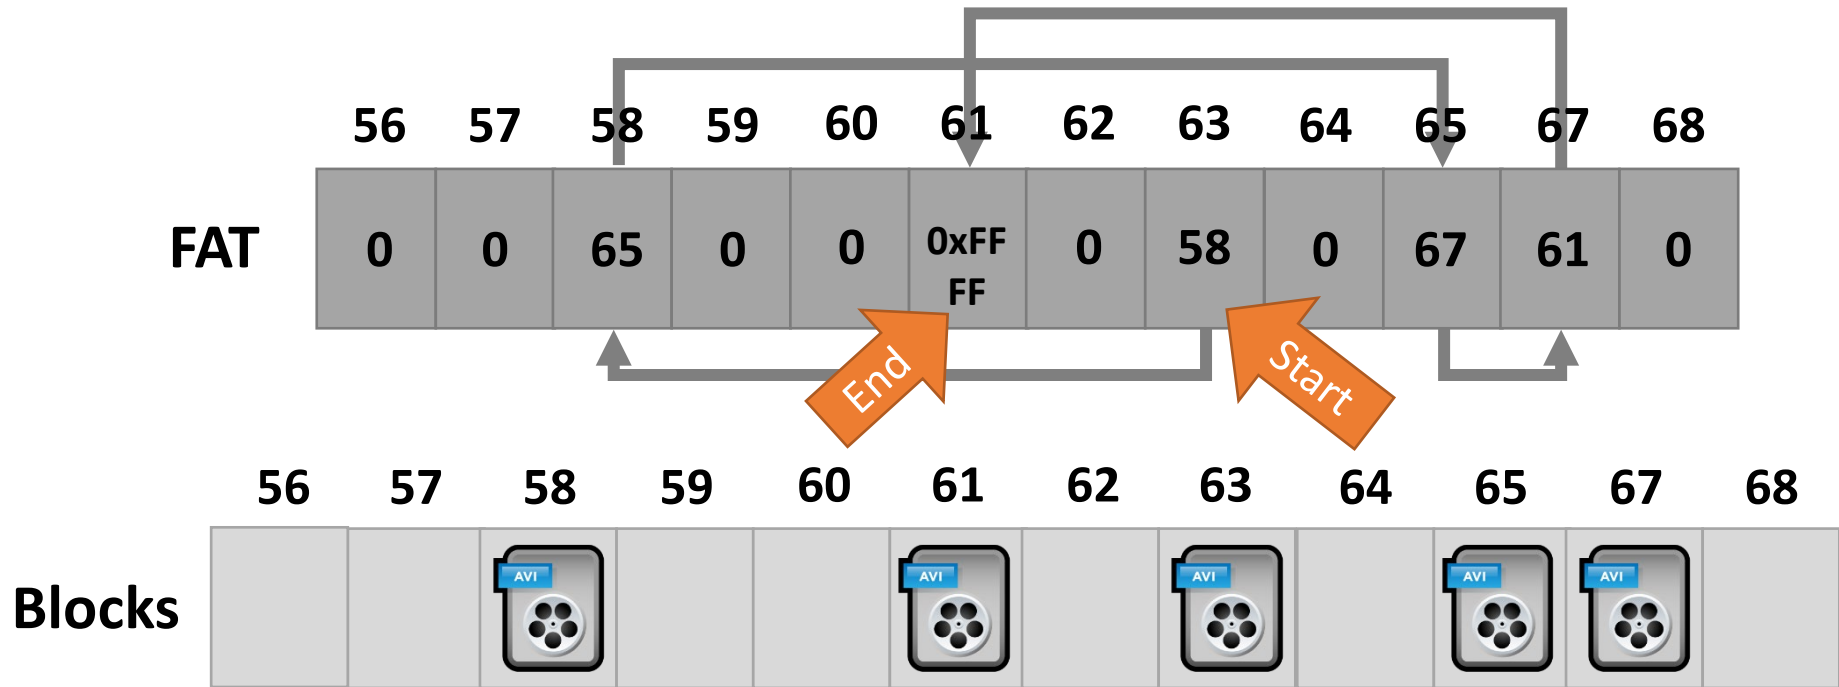 56 57 58 59 60 61 62 63 64 65 67 68
FAT 0 0 65 0 0 0xFF 0 58 0 67 61 0
FF
End
Start
56 57 58 59 60 61 62 63 64 65 67 68
AVI AVI AVI AVI AVI
Blocks